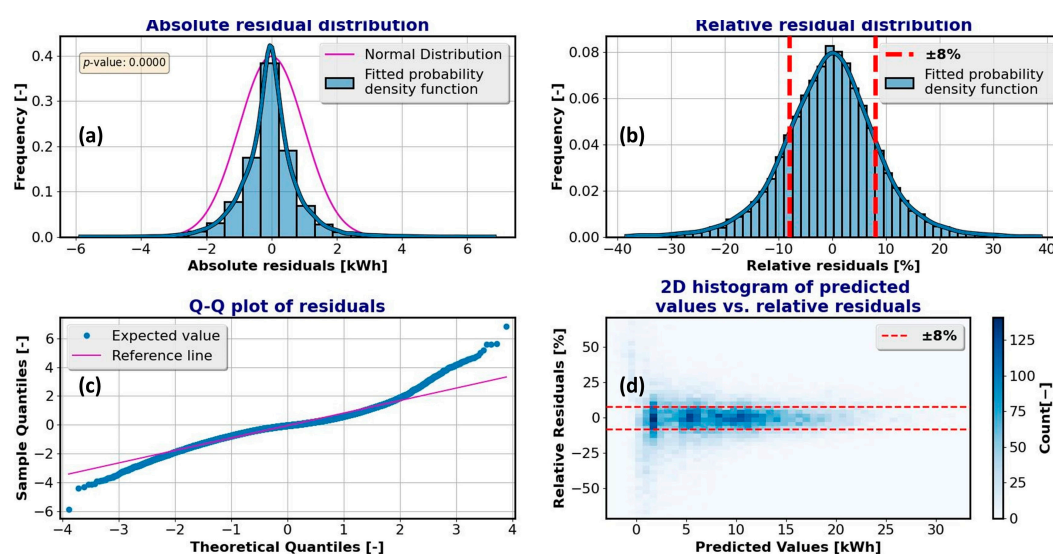 Absolute residual distribution
p-value: 0.0000
Normal Distribution
Fitted probability
density function
(a)
Frequency [-]
0.4
0.3
0.2
0.1
0.0
−6 −4 −2 0 2 4 6
Absolute residuals [kWh]
Relative residual distribution
±8%
Fitted probability
density function
(b)
Frequency [-]
0.08
0.06
0.04
0.02
0.00
−40 −30 −20 −10 0 10 20 30 40
Relative residuals [%]
Q-Q plot of residuals
Expected value
Reference line
(c)
Sample Quantiles [-]
6
4
2
0
−2
−4
−6
−4 −3 −2 −1 0 1 2 3 4
Theoretical Quantiles [-]
2D histogram of predicted
values vs. relative residuals
±8%
(d)
Relative Residuals [%]
50
25
0
−25
−50
0 5 10 15 20 25 30
Predicted Values [kWh]
125
100
75
50
25
0
Count[−]